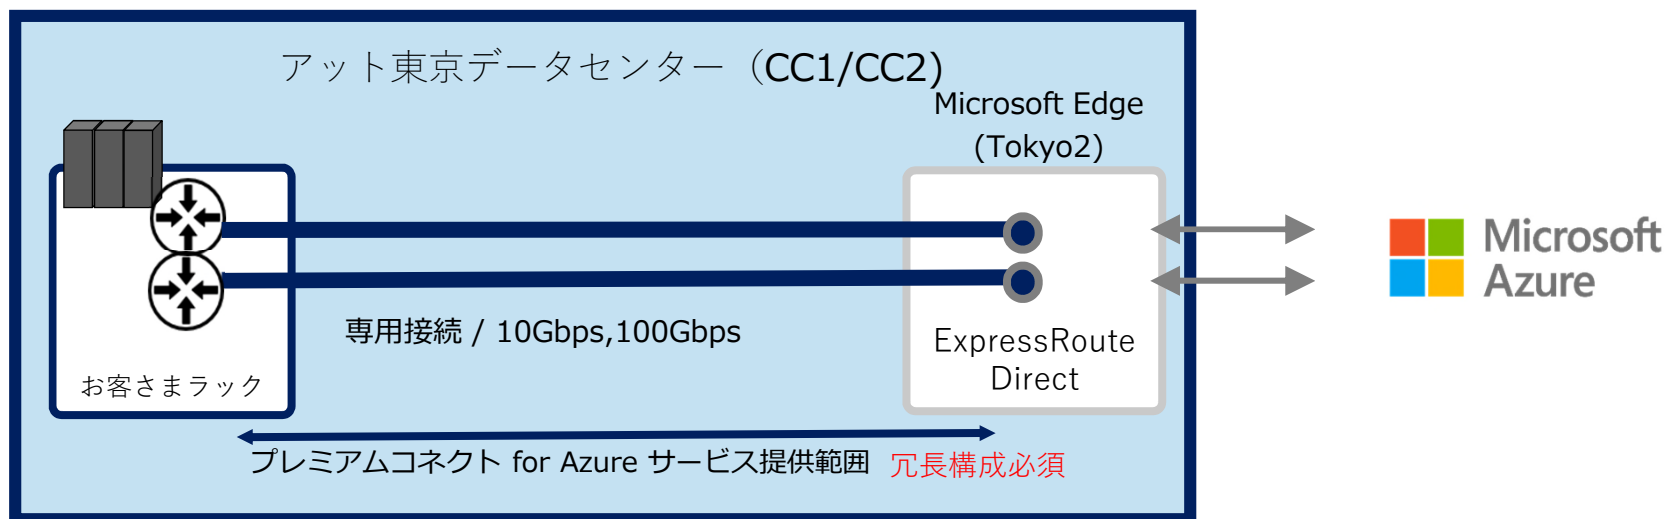 アット東京データセンター（CC1/CC2)
Microsoft Edge
(Tokyo2)
Microsoft
Azure
専用接続 / 10Gbps,100Gbps
ExpressRoute
Direct
お客さまラック
プレミアムコネクト for Azure サービス提供範囲 冗長構成必須